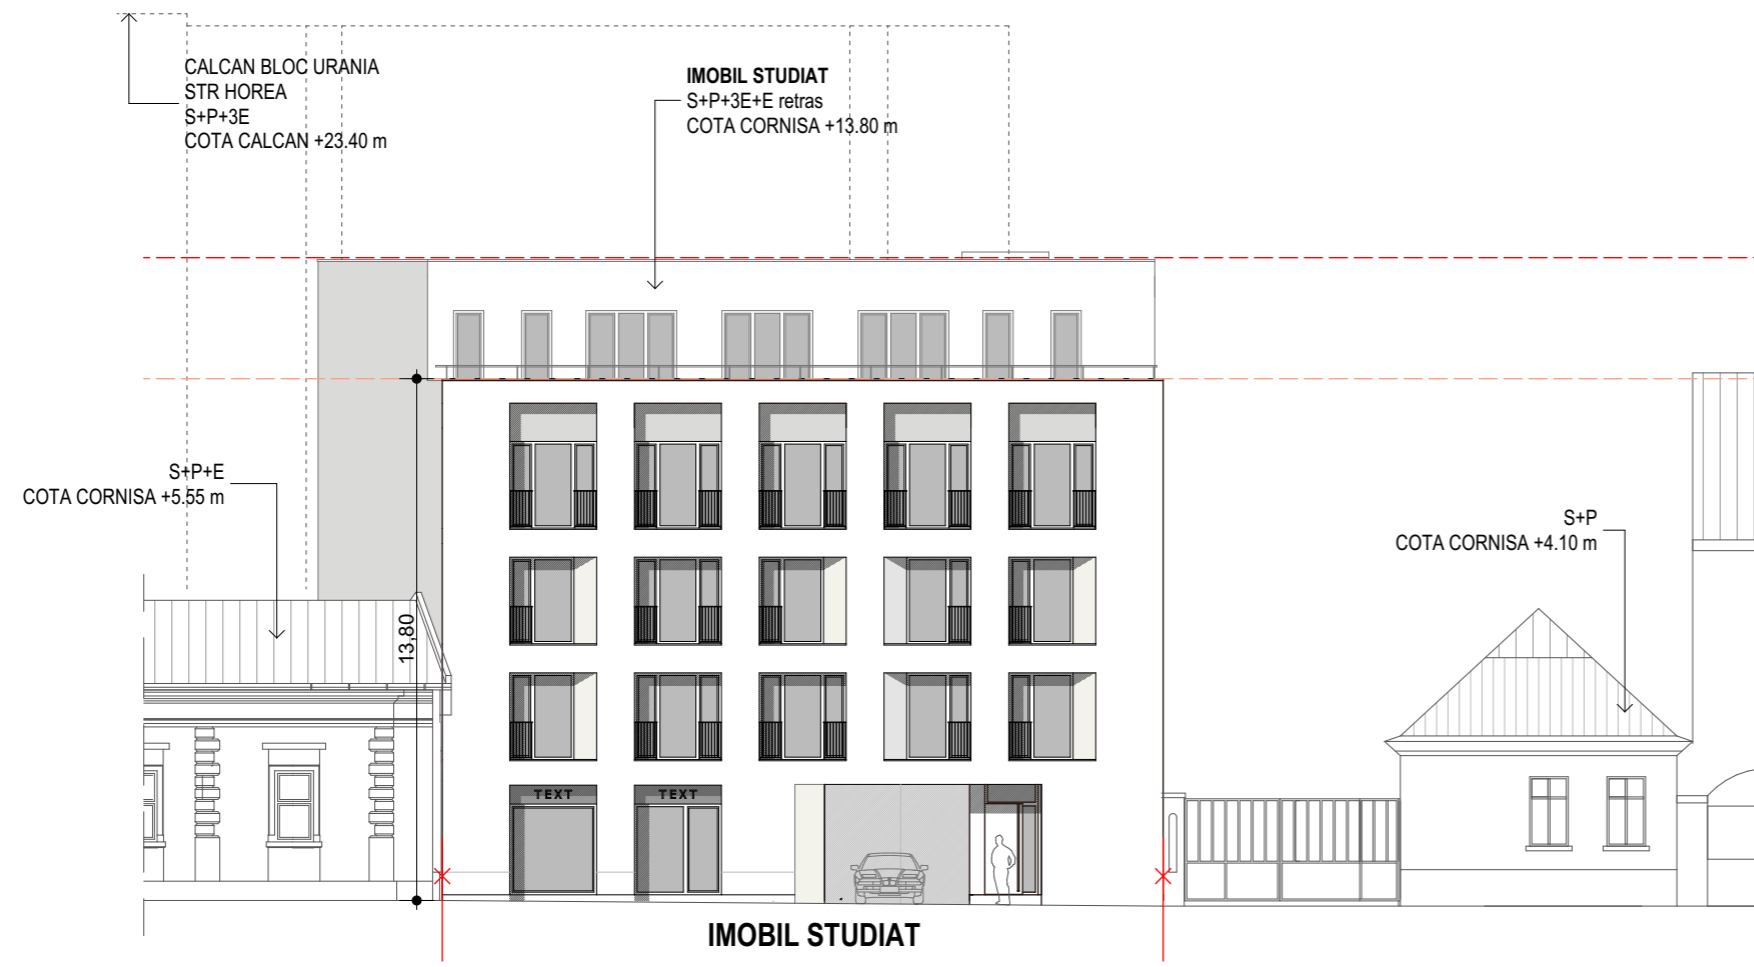 CALCAN BLOC URANIA
STR HOREA
S+P+3E
COTA CALCAN +23.40 m
IMOBIL STUDIAT
S+P+3E+E retras
COTA CORNISA +13.80 m
S+P+E
COTA CORNISA +5.55 m
S+P
COTA CORNISA +4.10 m
13,80
TEXT
TEXT
IMOBIL STUDIAT